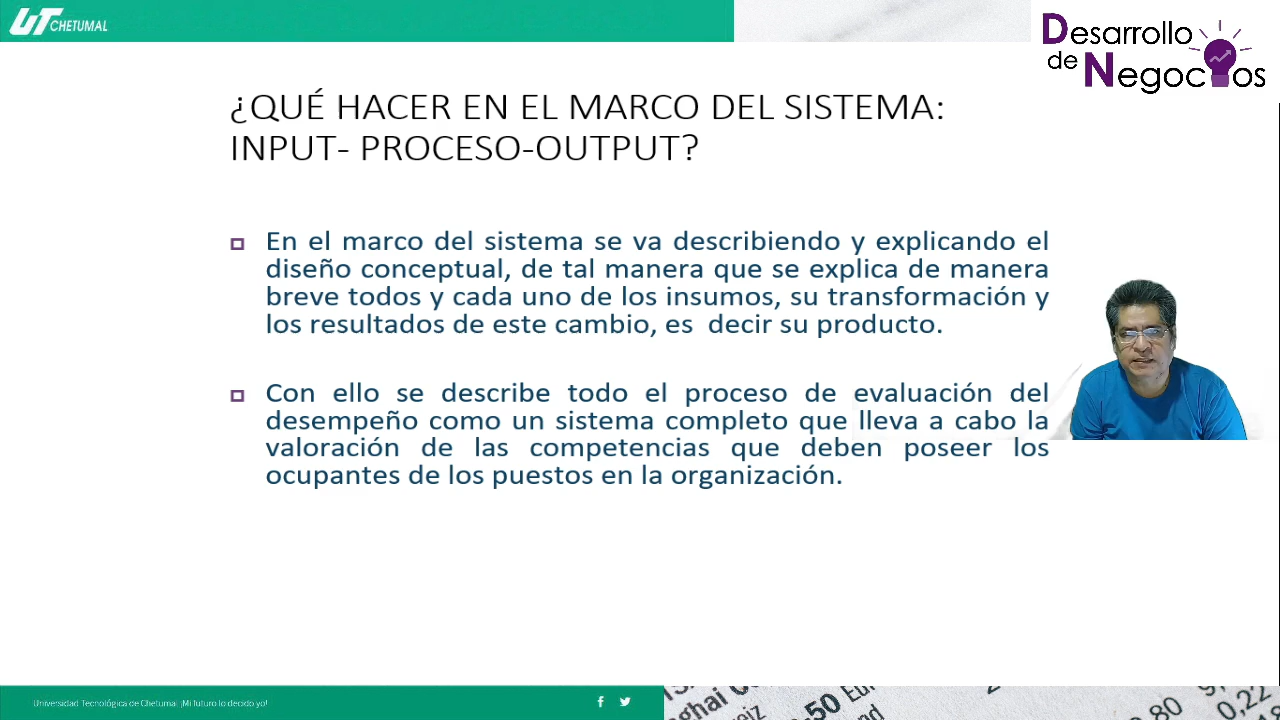 UT CHETUMAL
Desarrollo
de Negocios
¿QUÉ HACER EN EL MARCO DEL SISTEMA:
INPUT- PROCESO-OUTPUT?
En el marco del sistema se va describiendo y explicando el
diseño conceptual, de tal manera que se explica de manera
breve todos y cada uno de los insumos, su transformación y
los resultados de este cambio, es decir su producto.
Con ello se describe todo el proceso de evaluación del
desempeño como un sistema completo que lleva a cabo la
valoración de las competencias que deben poseer los
ocupantes de los puestos en la organización.
Universidad Tecnológica de Chetumal ¡Mi futuro lo decido yo!
0,22
0,80